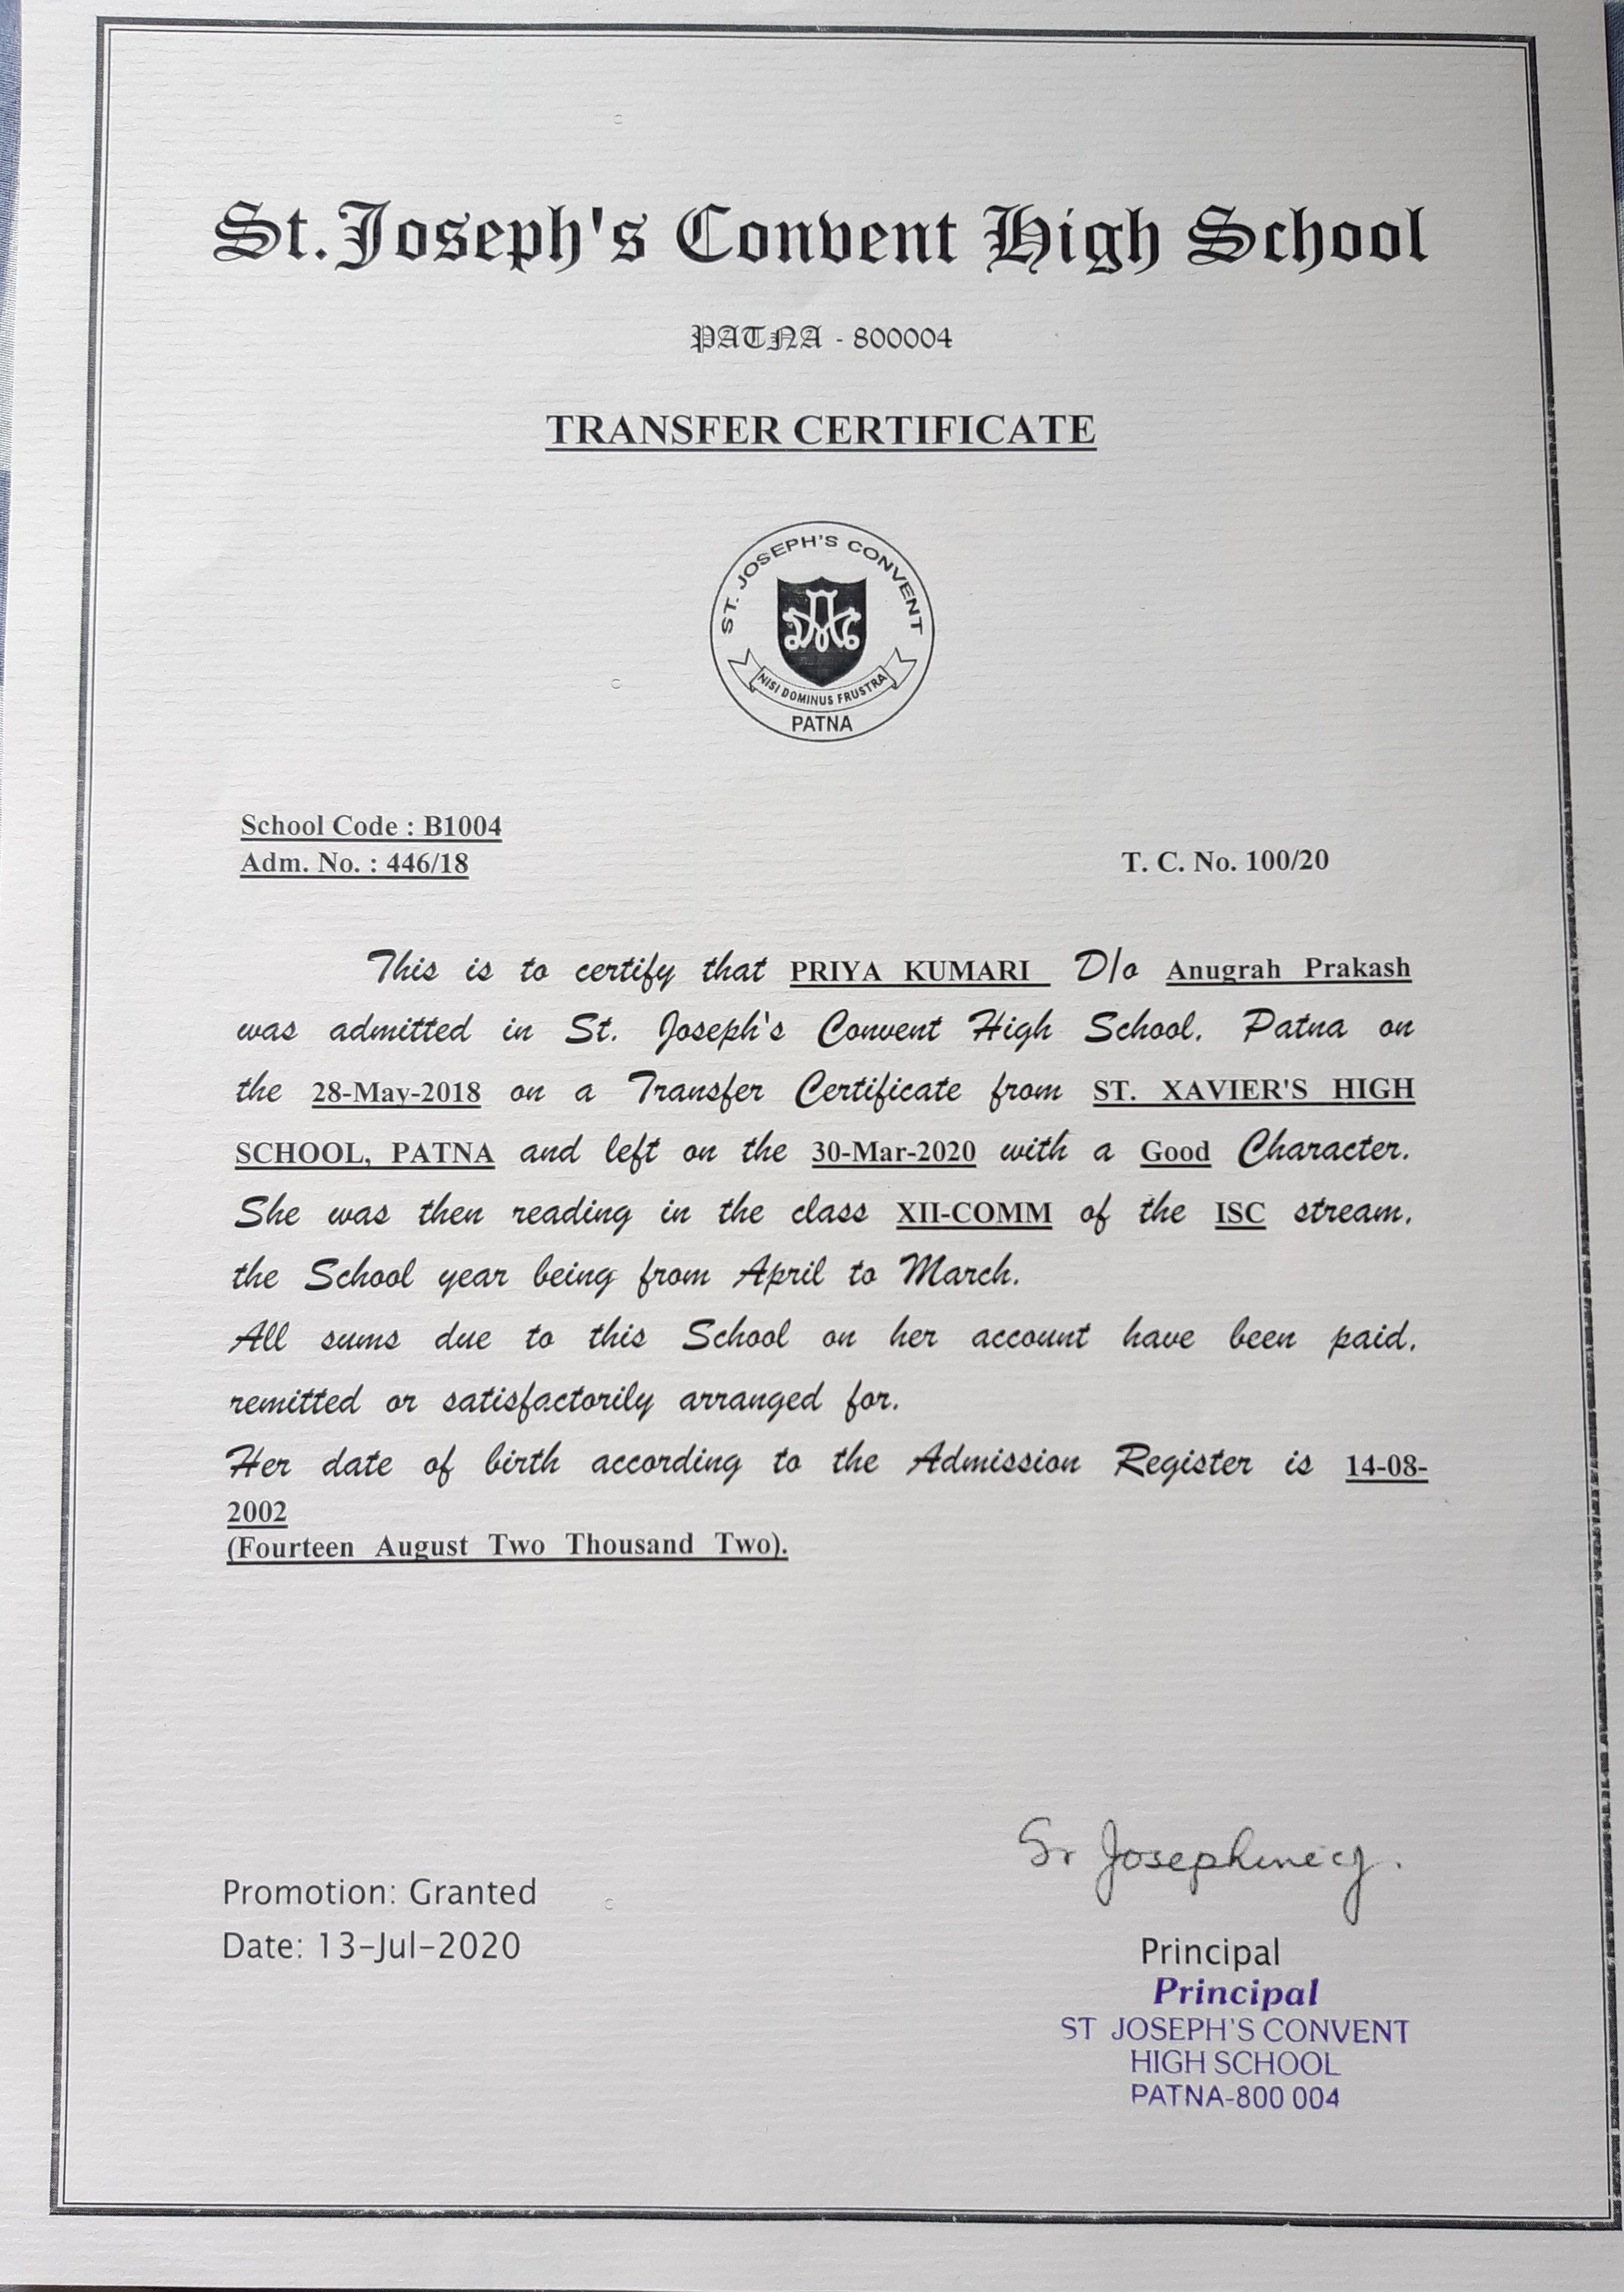 St. Joseph's Convent High School
PATNA - 800004
TRANSFER CERTIFICATE
ST. JOSEPH'S CONVENT
NISI DOMINUS FRUSTRA
PATNA
School Code : B1004
Adm. No. : 446/18
T. C. No. 100/20
This is to certify that PRIYA KUMARI D/o Anugrah Prakash
was admitted in St. Joseph's Convent High School, Patna on
the 28-May-2018 on a Transfer Certificate from ST. XAVIER'S HIGH
SCHOOL, PATNA and left on the 30-Mar-2020 with a Good Character.
She was then reading in the class XII-COMM of the ISC stream,
the School year being from April to March.
All sums due to this School on her account have been paid,
remitted or satisfactorily arranged for.
Her date of birth according to the Admission Register is 14-08-
2002
(Fourteen August Two Thousand Two).
Sr Josephine cj.
Promotion: Granted
Date: 13-Jul-2020
Principal
Principal
ST JOSEPH'S CONVENT
HIGH SCHOOL
PATNA-800 004